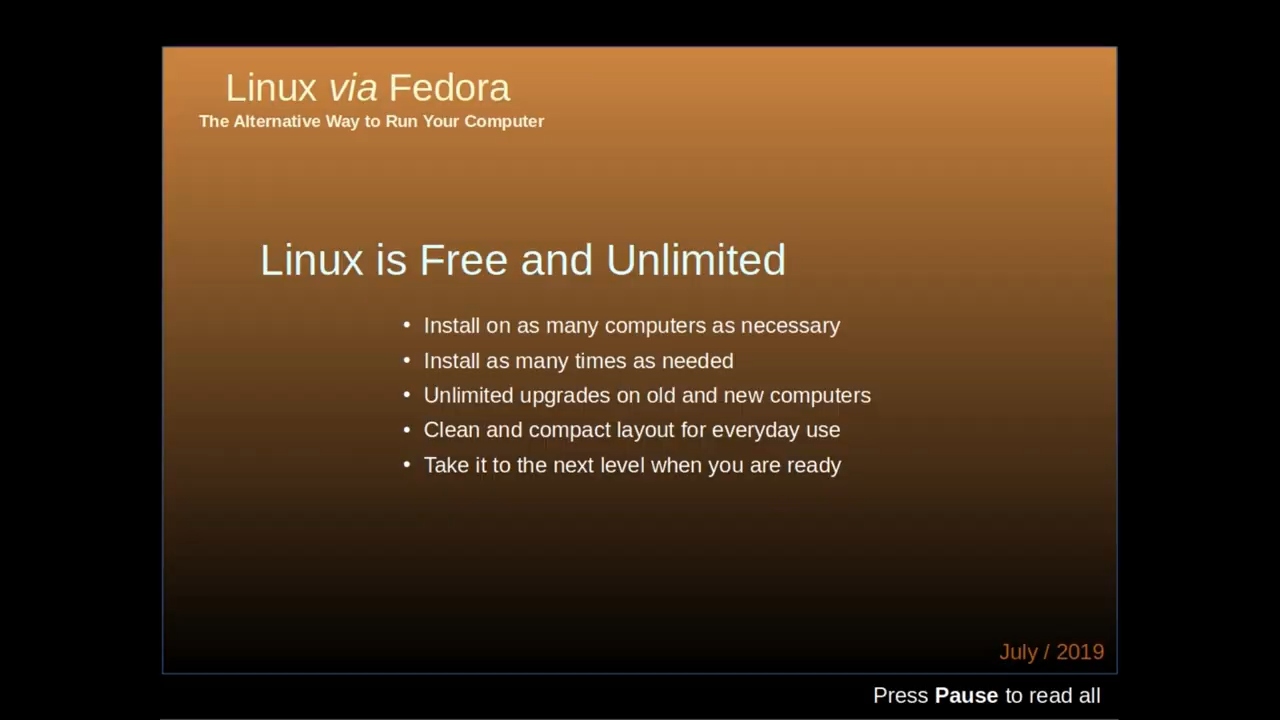 Linux via Fedora
The Alternative Way to Run Your Computer
Linux is Free and Unlimited
• Install on as many computers as necessary
• Install as many times as needed
• Unlimited upgrades on old and new computers
• Clean and compact layout for everyday use
• Take it to the next level when you are ready
July / 2019
Press Pause to read all